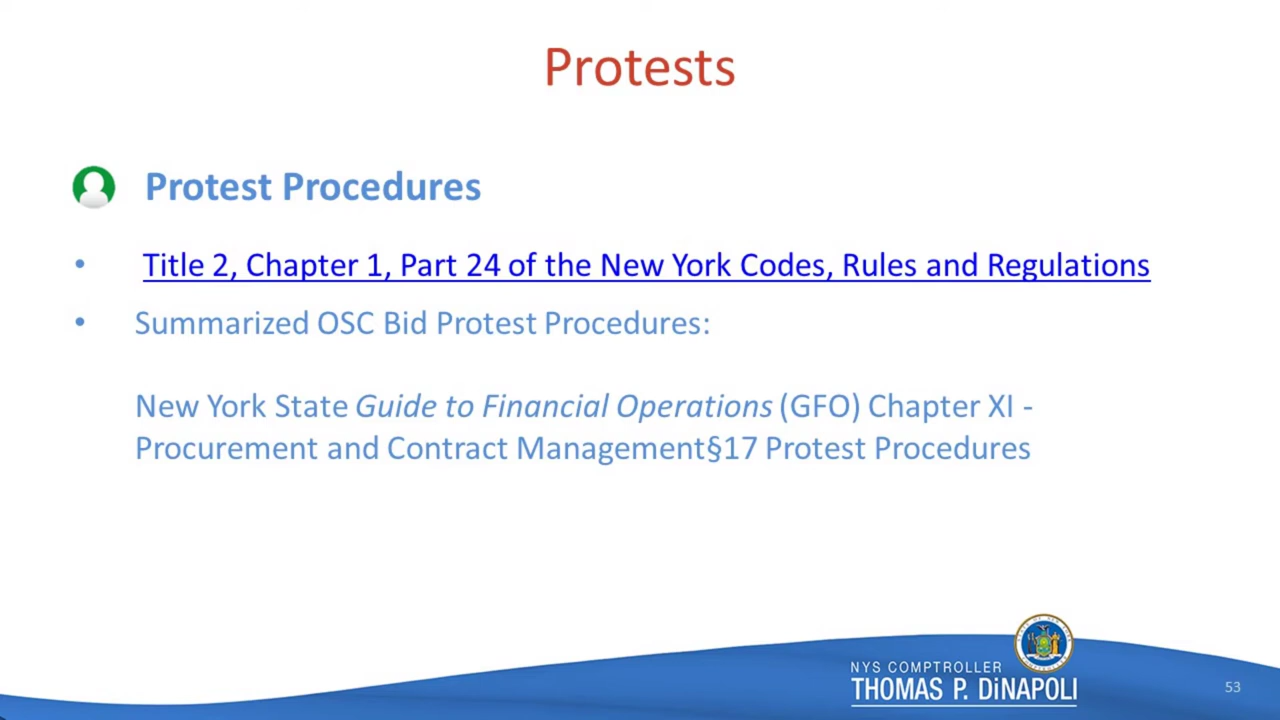 Protests
Protest Procedures
• Title 2, Chapter 1, Part 24 of the New York Codes, Rules and Regulations
• Summarized OSC Bid Protest Procedures:
New York State Guide to Financial Operations (GFO) Chapter XI -
Procurement and Contract Management§17 Protest Procedures
NYS COMPTROLLER
THOMAS P. DiNAPOLI
53